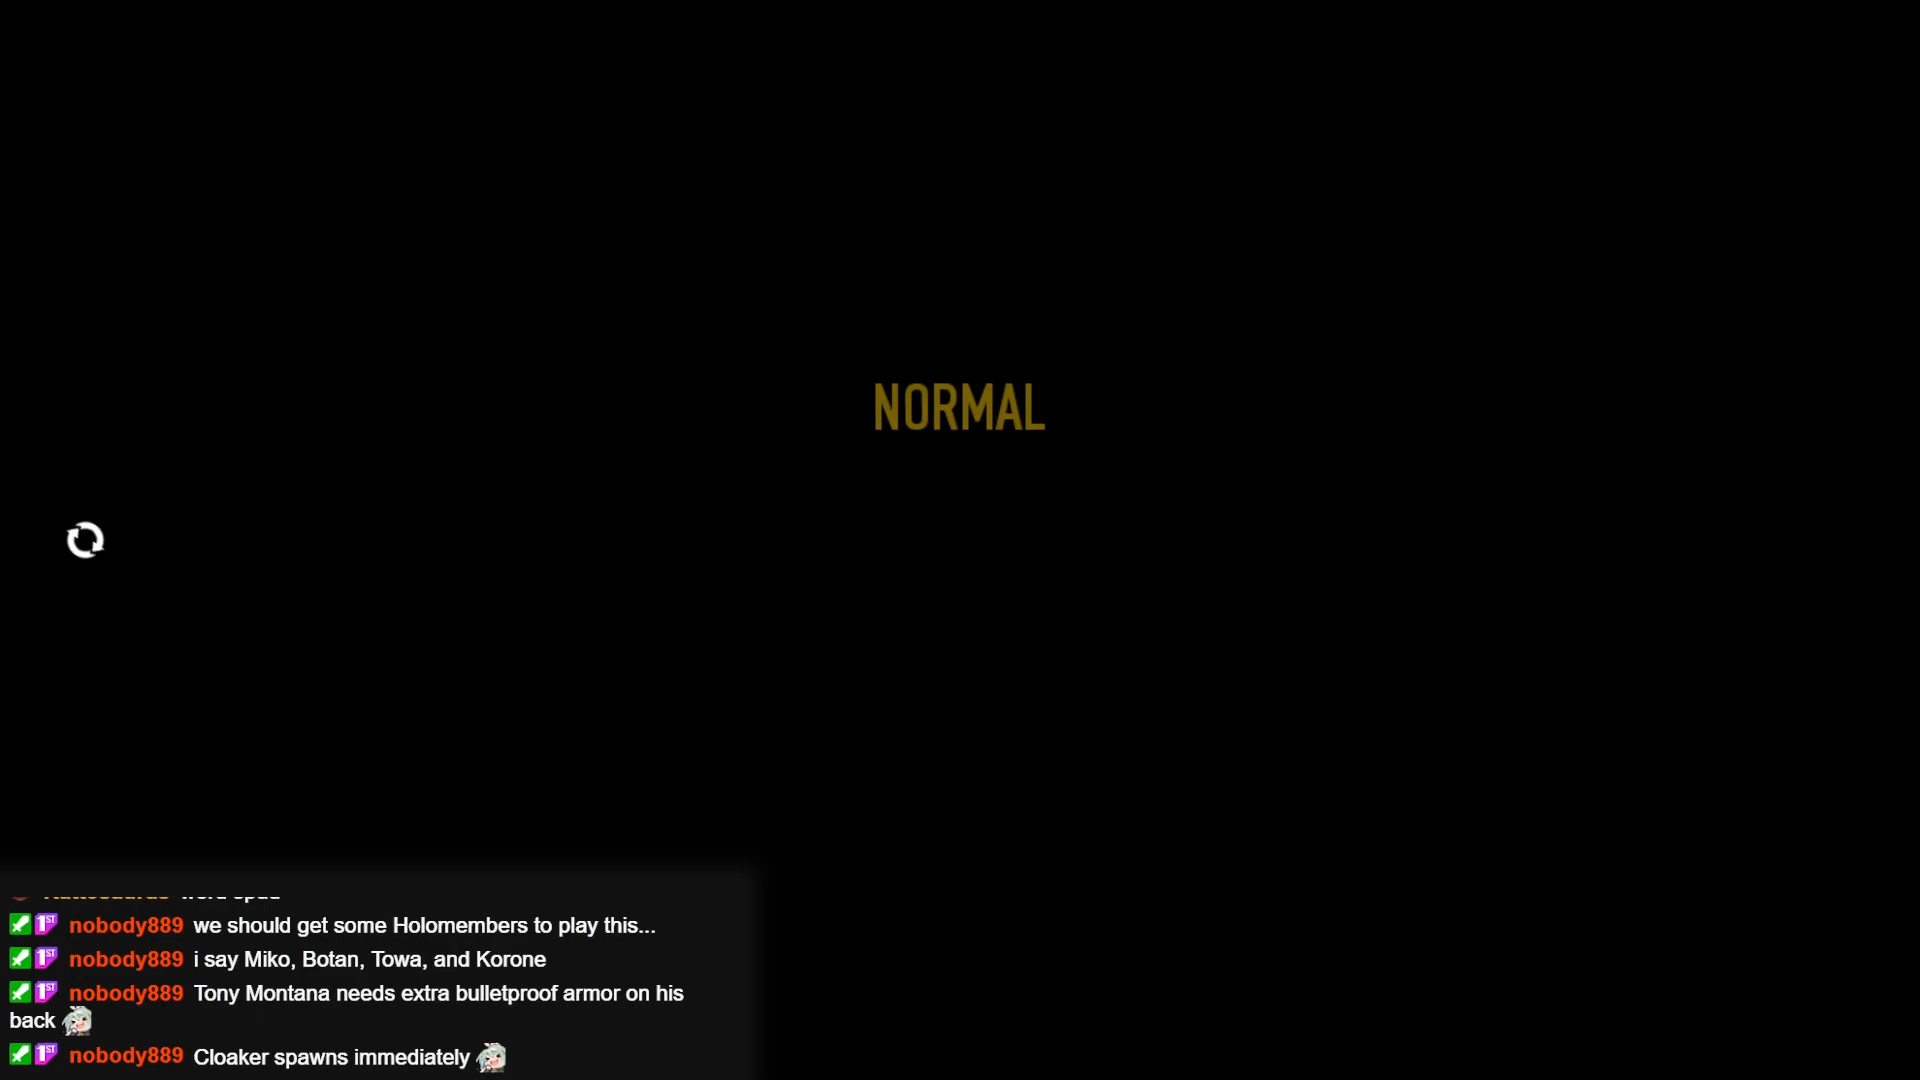 NORMAL
nobody889 we should get some Holomembers to play this...
nobody889 i say Miko, Botan, Towa, and Korone
nobody889 Tony Montana needs extra bulletproof armor on his
back
nobody889 Cloaker spawns immediately